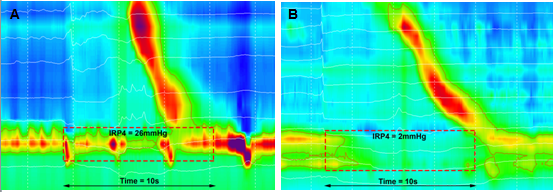 A
IRP4 = 26mmHg
Time = 10s
B
IRP4 = 2mmHg
Time = 10s